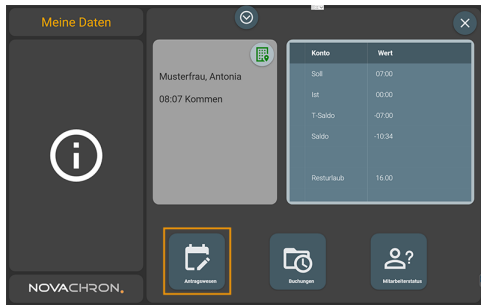 Meine Daten
Musterfrau, Antonia
08:07 Kommen
Konto Wert
Soll 07:00
Ist 00:00
T-Saldo -07:00
Saldo -10:34
Resturlaub 16.00
Antragswesen
Buchungen
Mitarbeiterstatus
?
NOVACHRON.